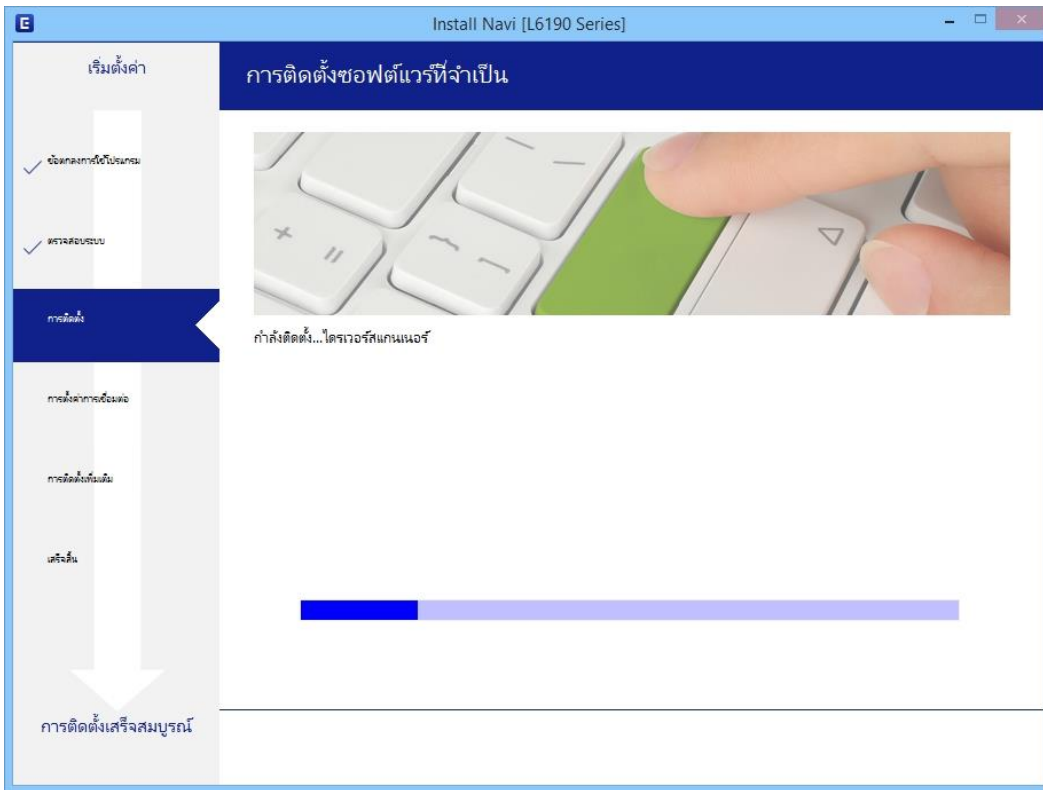 Install Navi [L6190 Series]
เริ่มตั้งค่า
การติดตั้งซอฟต์แวร์ที่จำเป็น
ข้อตกลงการใช้โปรแกรม
ตรวจสอบระบบ
การติดตั้ง
กำลังติดตั้ง...ไดรเวอร์สแกนเนอร์
การตั้งค่าการเชื่อมต่อ
การติดตั้งเพิ่มเติม
เสร็จสิ้น
การติดตั้งเสร็จสมบูรณ์